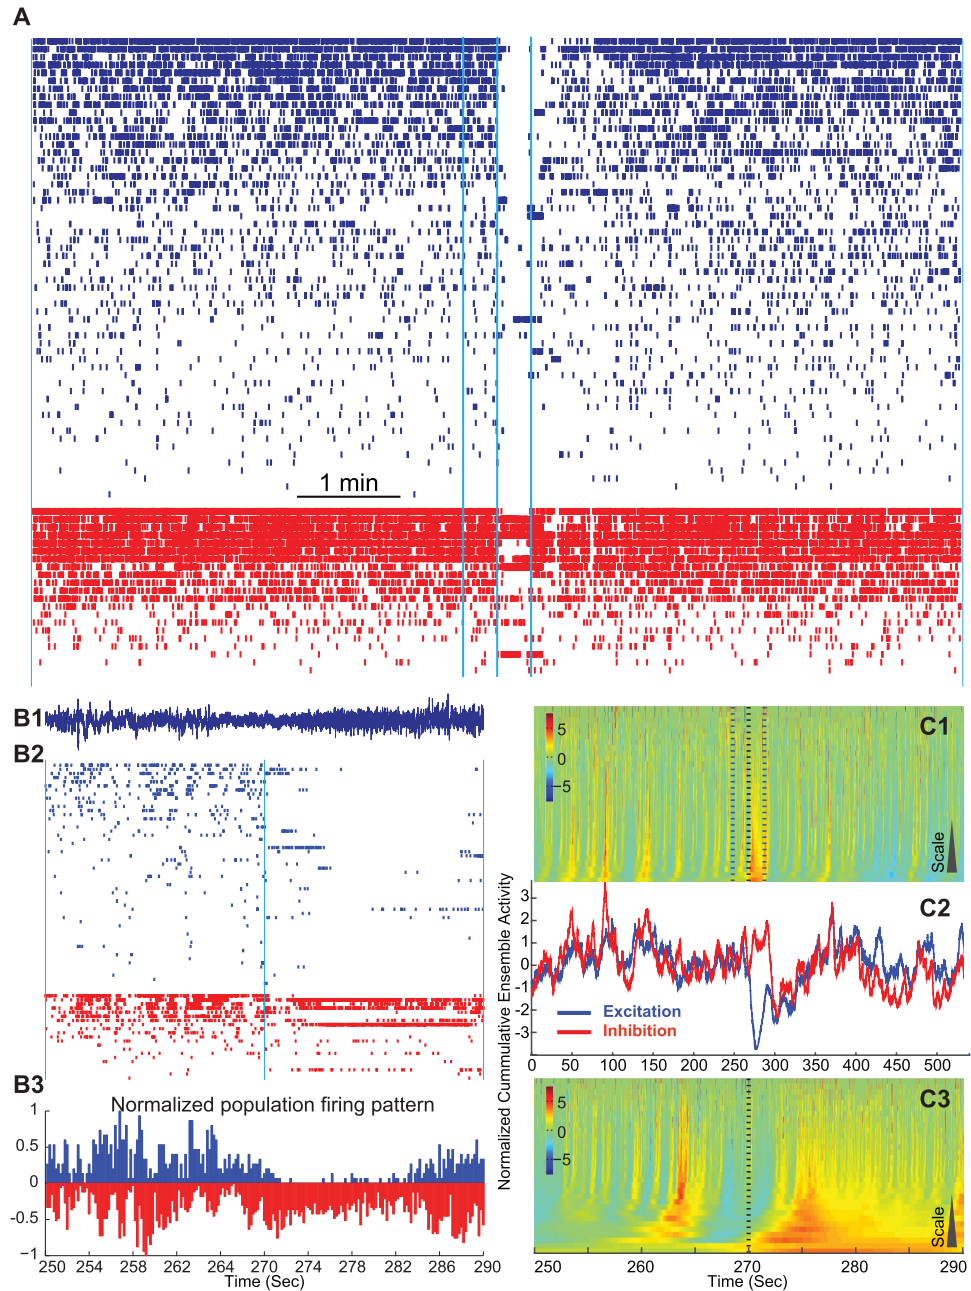 A
1 min
B1
B2
B3
Normalized population firing pattern
1
0.5
0
-0.5
−1
250 254 258 262 266 270 274 278 282 286 290
Time (Sec)
C1
5
0
−5
Scale
Normalized Cummulative Ensemble Activity
C2
3
2
1
0
-1
-2
-3
Excitation
Inhibition
0 50 100 150 200 250 300 350 400 450 500
C3
5
0
−5
Scale
250 260 270 280 290
Time (Sec)